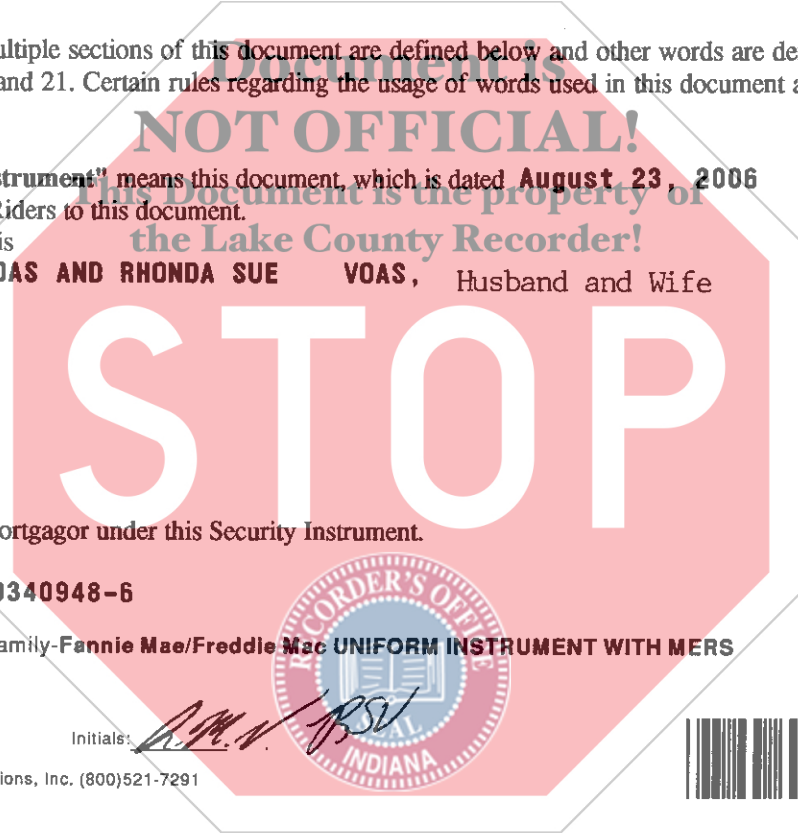 ultiple sections of this document are defined below and other words are de
Document is
and 21. Certain rules regarding the usage of words used in this document a
NOT OFFICIAL!
strument" means this document, which is dated August 23, 2006
This Document is the property of
Riders to this document.
the Lake County Recorder!
is
OAS AND RHONDA SUE VOAS, Husband and Wife
STOP
ortgagor under this Security Instrument.
0340948-6
RECORDER'S OFFICE
amily-Fannie Mae/Freddie Mac UNIFORM INSTRUMENT WITH MERS
Initials: R.M.V. RSV
SEAL
INDIANA
ions, Inc. (800)521-7291